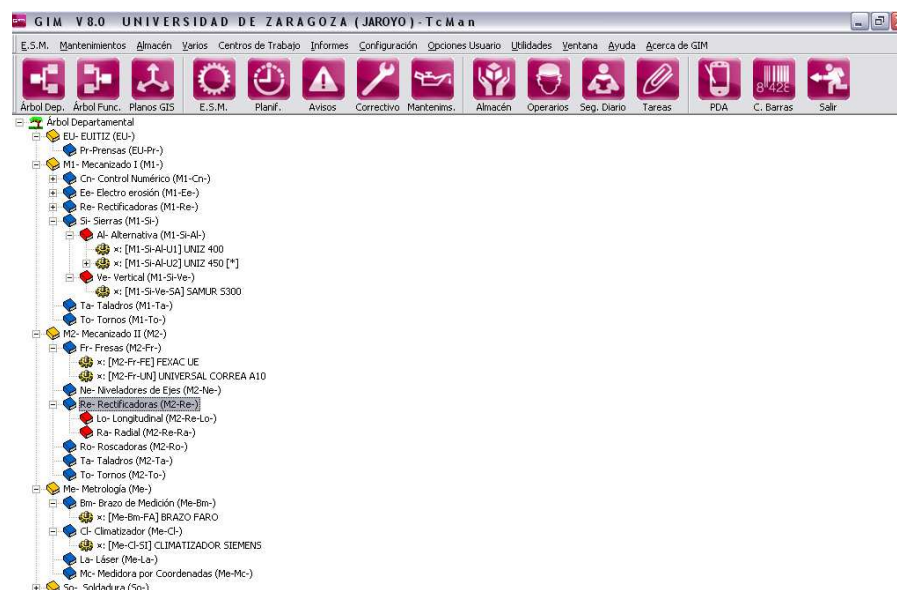 GIM V 8.0 UNIVERSIDAD DE ZARAGOZA (JAROYO) - TcMan
E.S.M. Mantenimientos Almacén Varios Centros de Trabajo Informes Configuración Opciones Usuario Utilidades Ventana Ayuda Acerca de GIM
Árbol Dep. Árbol Func. Planos GIS E.S.M. Planif. Avisos Correctivo Mantenims. Almacén Operarios Seg. Diario Tareas PDA C. Barras Salir
Árbol Departamental
EU- EUITIZ (EU-)
Pr-Prensas (EU-Pr-)
M1- Mecanizado I (M1-)
Cn- Control Numérico (M1-Cn-)
Ee- Electro erosión (M1-Ee-)
Re- Rectificadoras (M1-Re-)
Si- Sierras (M1-Si-)
Al- Alternativa (M1-Si-Al-)
×: [M1-Si-Al-U1] UNIZ 400
×: [M1-Si-Al-U2] UNIZ 450 [*]
Ve- Vertical (M1-Si-Ve-)
×: [M1-Si-Ve-SA] SAMUR S300
Ta- Taladros (M1-Ta-)
To- Tornos (M1-To-)
M2- Mecanizado II (M2-)
Fr- Fresas (M2-Fr-)
×: [M2-Fr-FE] FEXAC UE
×: [M2-Fr-UN] UNIVERSAL CORREA A10
Ne- Niveladores de Ejes (M2-Ne-)
Re- Rectificadoras (M2-Re-)
Lo- Longitudinal (M2-Re-Lo-)
Ra- Radial (M2-Re-Ra-)
Ro- Roscadoras (M2-Ro-)
Ta- Taladros (M2-Ta-)
To- Tornos (M2-To-)
Me- Metrología (Me-)
Bm- Brazo de Medición (Me-Bm-)
×: [Me-Bm-FA] BRAZO FARO
Cl- Climatizador (Me-Cl-)
×: [Me-Cl-SI] CLIMATIZADOR SIEMENS
La- Láser (Me-La-)
Mc- Medidora por Coordenadas (Me-Mc-)
So- Soldadura (So-)